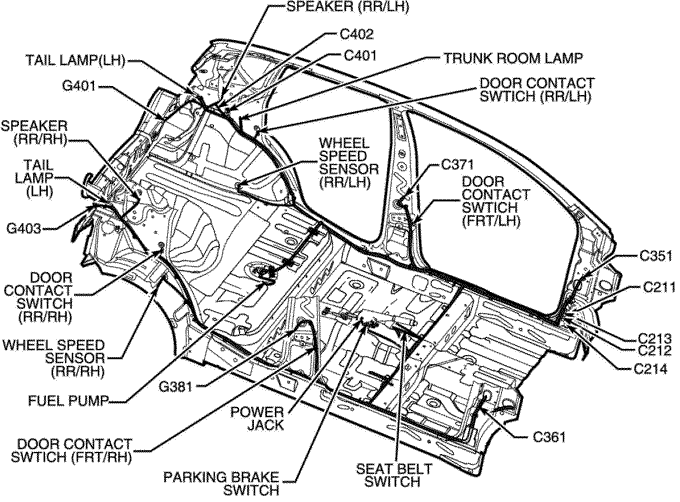 SPEAKER (RR/LH)
C402
C401
TAIL LAMP(LH)
TRUNK ROOM LAMP
G401
DOOR CONTACT
SWTICH (RR/LH)
SPEAKER
(RR/RH)
WHEEL
SPEED
SENSOR
(RR/LH)
C371
TAIL
LAMP
(LH)
DOOR
CONTACT
SWTICH
(FRT/LH)
G403
C351
DOOR
CONTACT
SWITCH
(RR/RH)
C211
WHEEL SPEED
SENSOR
(RR/RH)
C213
C212
C214
FUEL PUMP
G381
POWER
JACK
DOOR CONTACT
SWTICH (FRT/RH)
C361
PARKING BRAKE
SWITCH
SEAT BELT
SWITCH